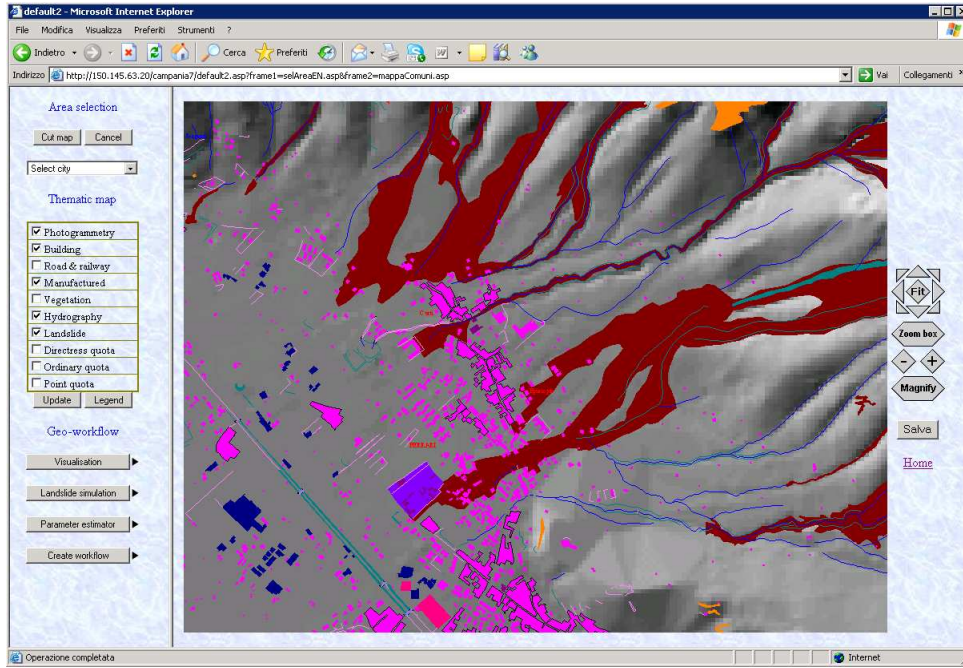 default2 - Microsoft Internet Explorer
File Modifica Visualizza Preferiti Strumenti ?
Indietro Cerca Preferiti
Indirizzo http://150.145.63.20/campania7/default2.asp?frame1=selAreaEN.asp&frame2=mappaComuni.asp Vai Collegamenti »
Area selection
Cut map Cancel
Select city
Thematic map
Photogrammetry
Building
Road & railway
Manufactured
Vegetation
Hydrography
Landslide
Directress quota
Ordinary quota
Point quota
Update Legend
Geo-workflow
Visualisation
Landslide simulation
Parameter estimator
Create workflow
Fit
Zoom box
- +
Magnify
Salva
Home
Operazione completata Internet